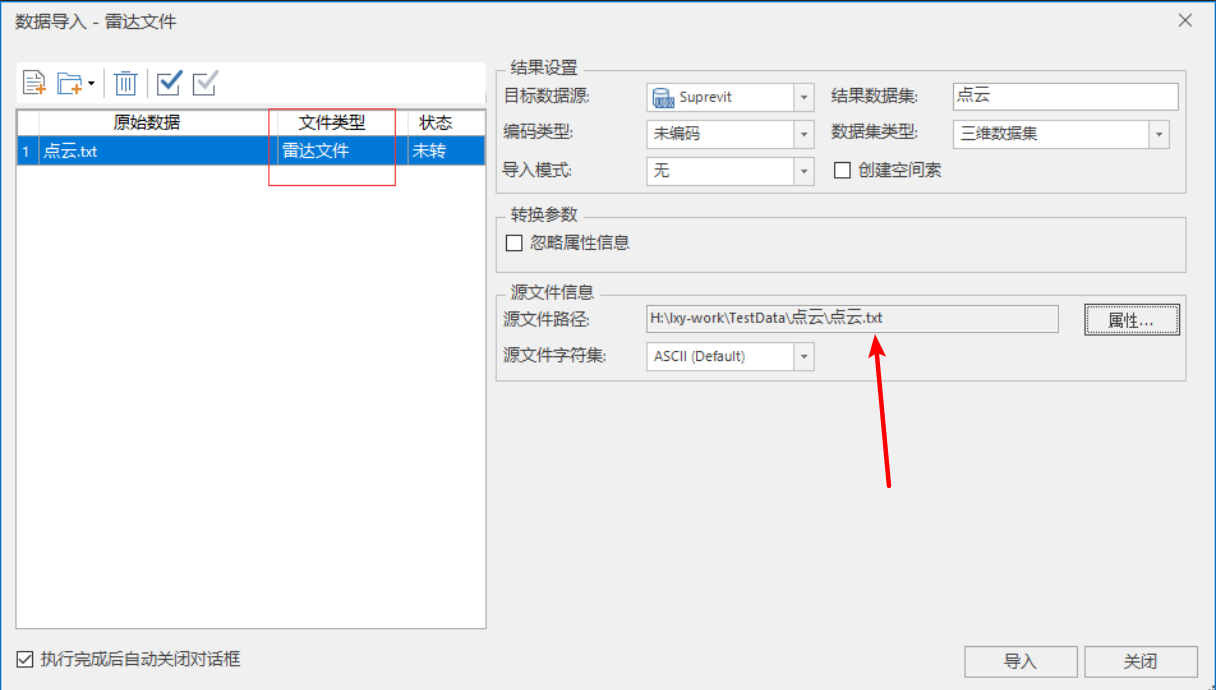 数据导入 - 雷达文件
原始数据 文件类型 状态
1 点云.txt 雷达文件 未转
结果设置
目标数据源: Suprevit 结果数据集: 点云
编码类型: 未编码 数据集类型: 三维数据集
导入模式: 无 创建空间索
转换参数
忽略属性信息
源文件信息
源文件路径: H:\lxy-work\TestData\点云\点云.txt 属性...
源文件字符集: ASCII (Default)
执行完成后自动关闭对话框 导入 关闭